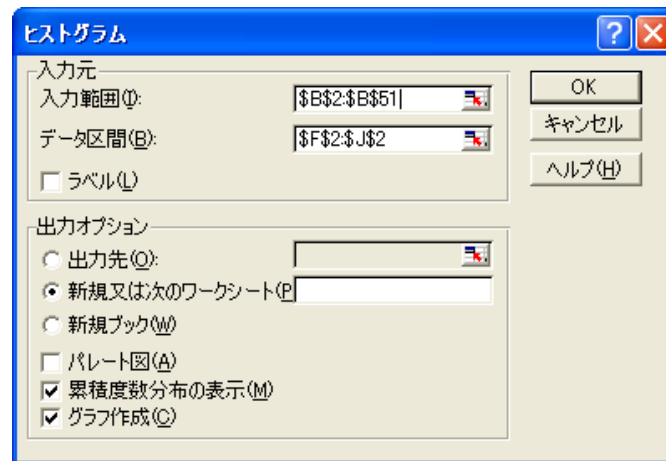 ヒストグラム
入力元
入力範囲(I):
$B$2:$B$51
データ区間(B):
$F$2:$J$2
ラベル(L)
OK
キャンセル
ヘルプ(H)
出力オプション
出力先(O):
新規又は次のワークシート(P
新規ブック(W)
パレート図(A)
累積度数分布の表示(M)
グラフ作成(C)